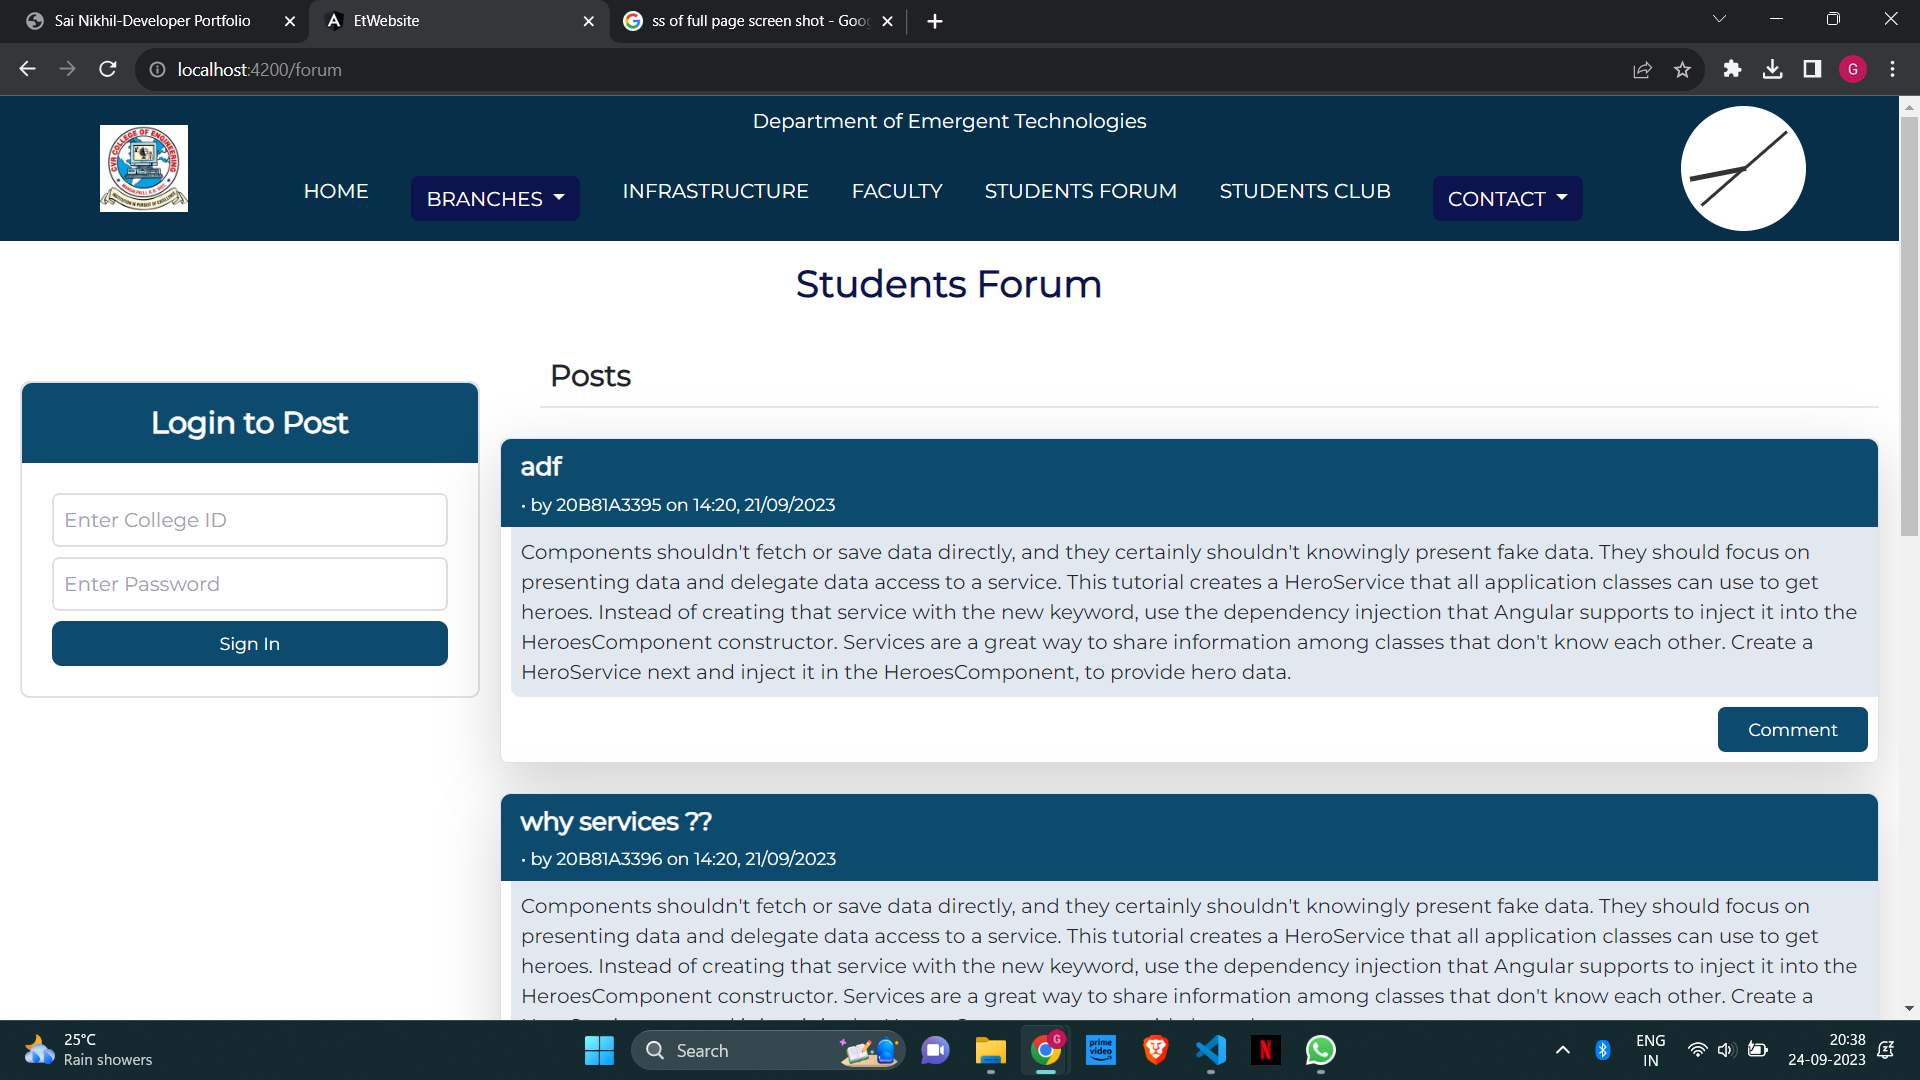 Sai Nikhil-Developer Portfolio
EtWebsite
ss of full page screen shot - Goo
localhost:4200/forum
G
Department of Emergent Technologies
CVR COLLEGE OF ENGINEERING
HOME
BRANCHES
INFRASTRUCTURE
FACULTY
STUDENTS FORUM
STUDENTS CLUB
CONTACT
Students Forum
Login to Post
Enter College ID
Enter Password
Sign In
Posts
adf
• by 20B81A3395 on 14:20, 21/09/2023
Components shouldn't fetch or save data directly, and they certainly shouldn't knowingly present fake data. They should focus on
presenting data and delegate data access to a service. This tutorial creates a HeroService that all application classes can use to get
heroes. Instead of creating that service with the new keyword, use the dependency injection that Angular supports to inject it into the
HeroesComponent constructor. Services are a great way to share information among classes that don't know each other. Create a
HeroService next and inject it in the HeroesComponent, to provide hero data.
Comment
why services ??
• by 20B81A3396 on 14:20, 21/09/2023
Components shouldn't fetch or save data directly, and they certainly shouldn't knowingly present fake data. They should focus on
presenting data and delegate data access to a service. This tutorial creates a HeroService that all application classes can use to get
heroes. Instead of creating that service with the new keyword, use the dependency injection that Angular supports to inject it into the
HeroesComponent constructor. Services are a great way to share information among classes that don't know each other. Create a
25°C
Rain showers
Search
G
prime video
N
ENG
IN
20:38
24-09-2023